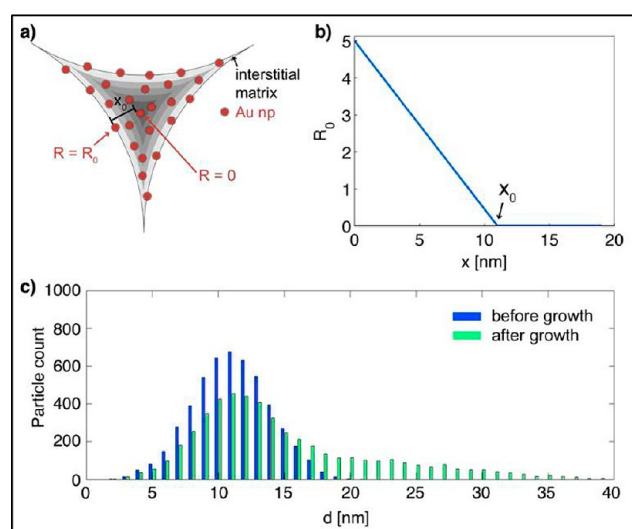 a)
interstitial
matrix
Au np
x₀
R = R₀
R = 0
b)
5
4
3
2
1
0
R₀
x₀
0 5 10 15 20
x [nm]
c)
1000
800
600
400
200
0
Particle count
before growth
after growth
0 5 10 15 20 25 30 35 40
d [nm]